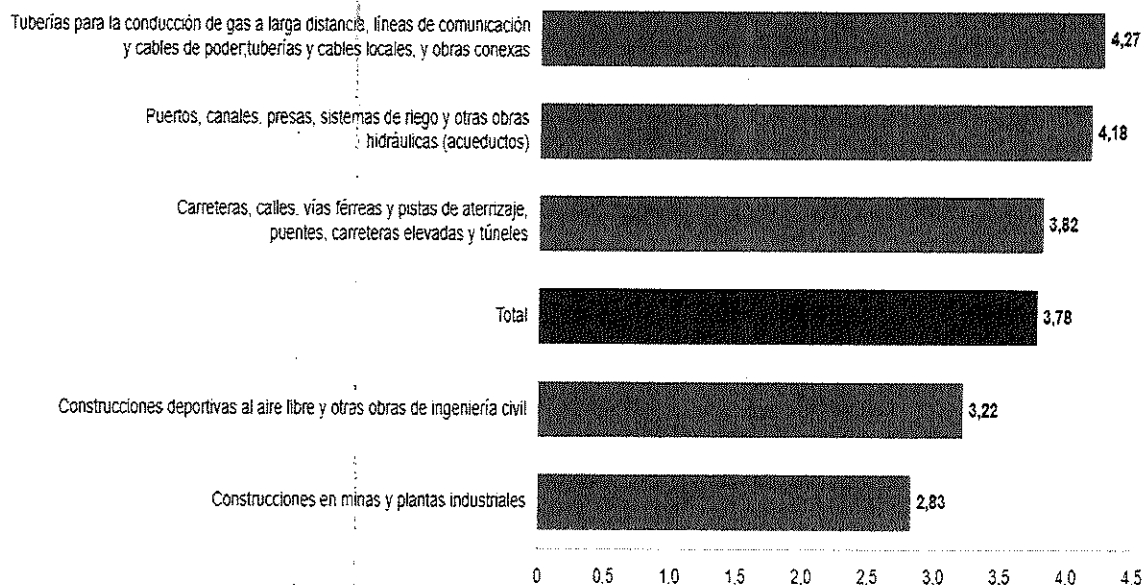 Tuberías para la conducción de gas a larga distancia, líneas de comunicación
y cables de poder;tuberías y cables locales, y obras conexas
4,27
Puertos, canales, presas, sistemas de riego y otras obras
hidráulicas (acueductos)
4,18
Carreteras, calles, vías férreas y pistas de aterrizaje,
puentes, carreteras elevadas y túneles
3,82
Total
3,78
Construcciones deportivas al aire libre y otras obras de ingeniería civil
3,22
Construcciones en minas y plantas industriales
2,83
0 0,5 1,0 1,5 2,0 2,5 3,0 3,5 4,0 4,5